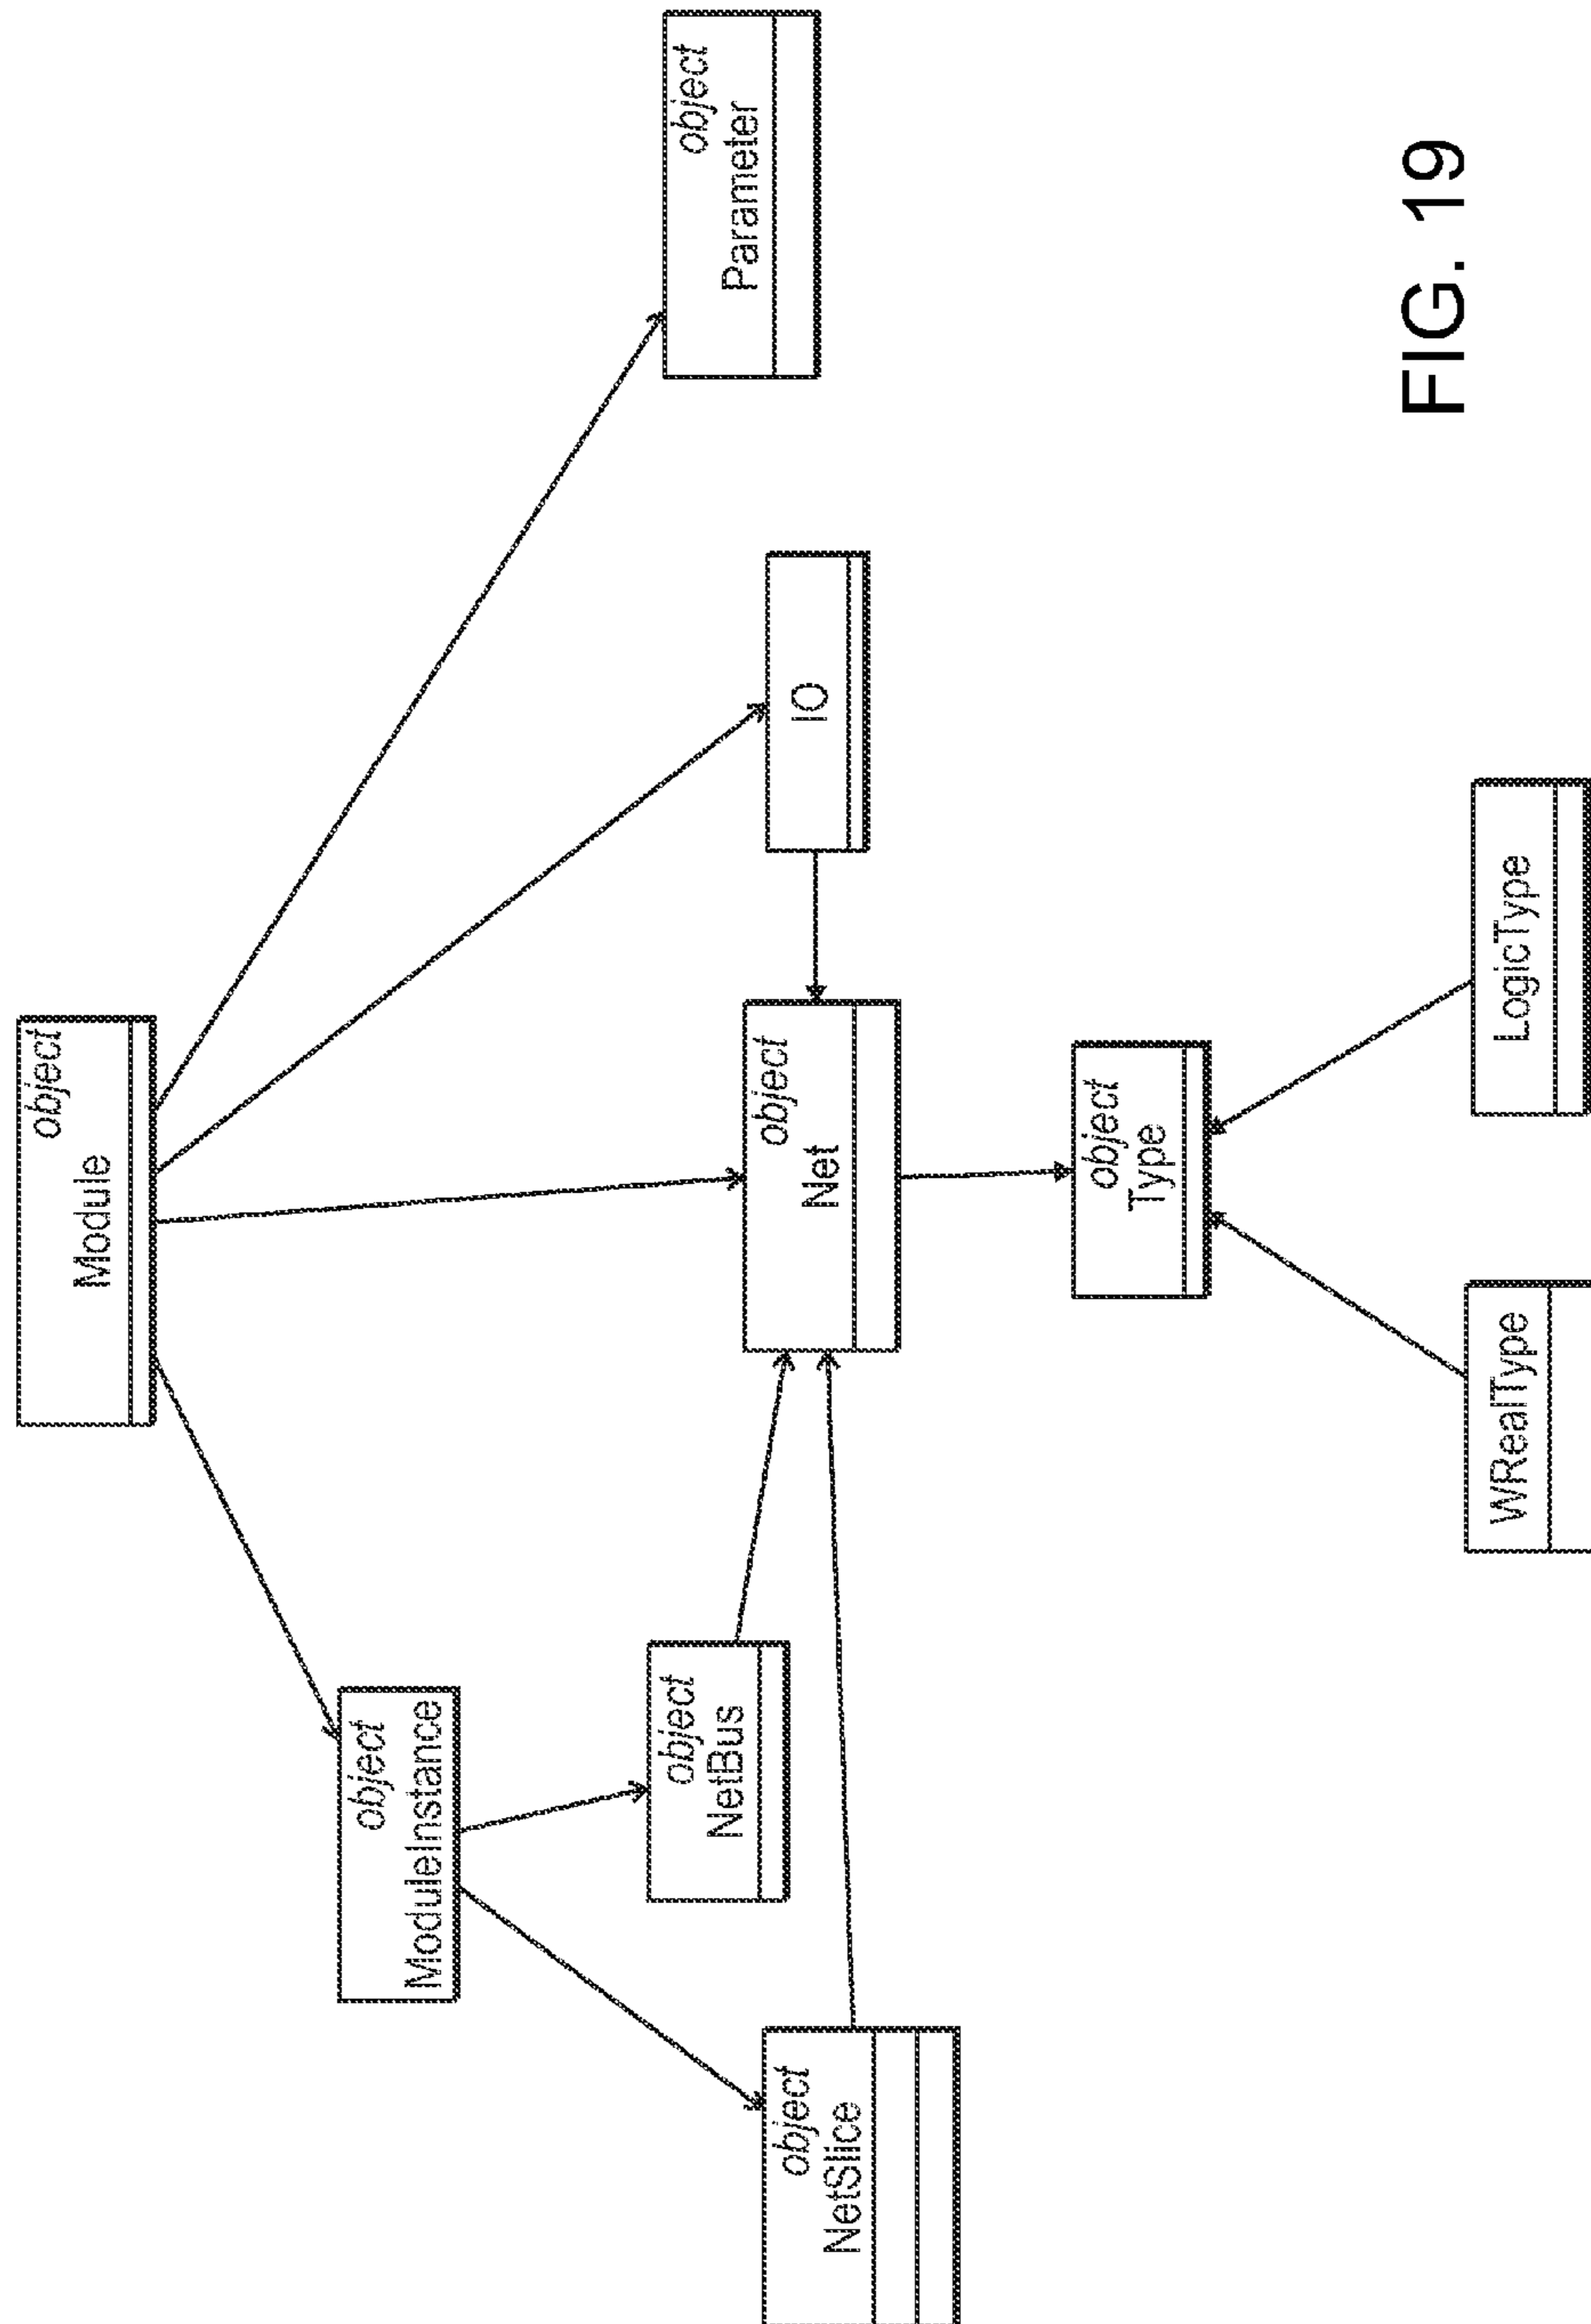 object
Module
object
ModuleInstance
object
NetSlice
object
NetBus
object
Net
IO
object
Parameter
object
Type
WRealType
LogicType
FIG. 19